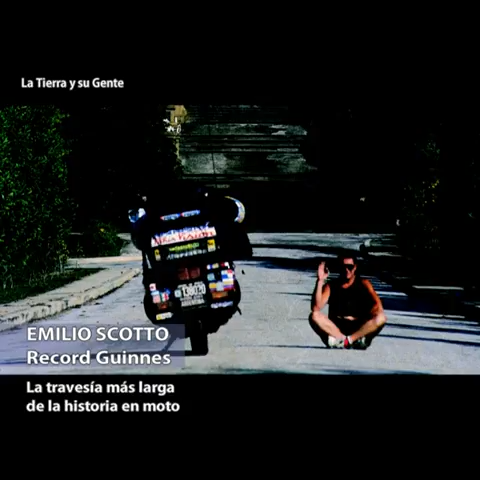 La Tierra y su Gente
EMILIO SCOTTO
Record Guinnes
La travesía más larga
de la historia en moto